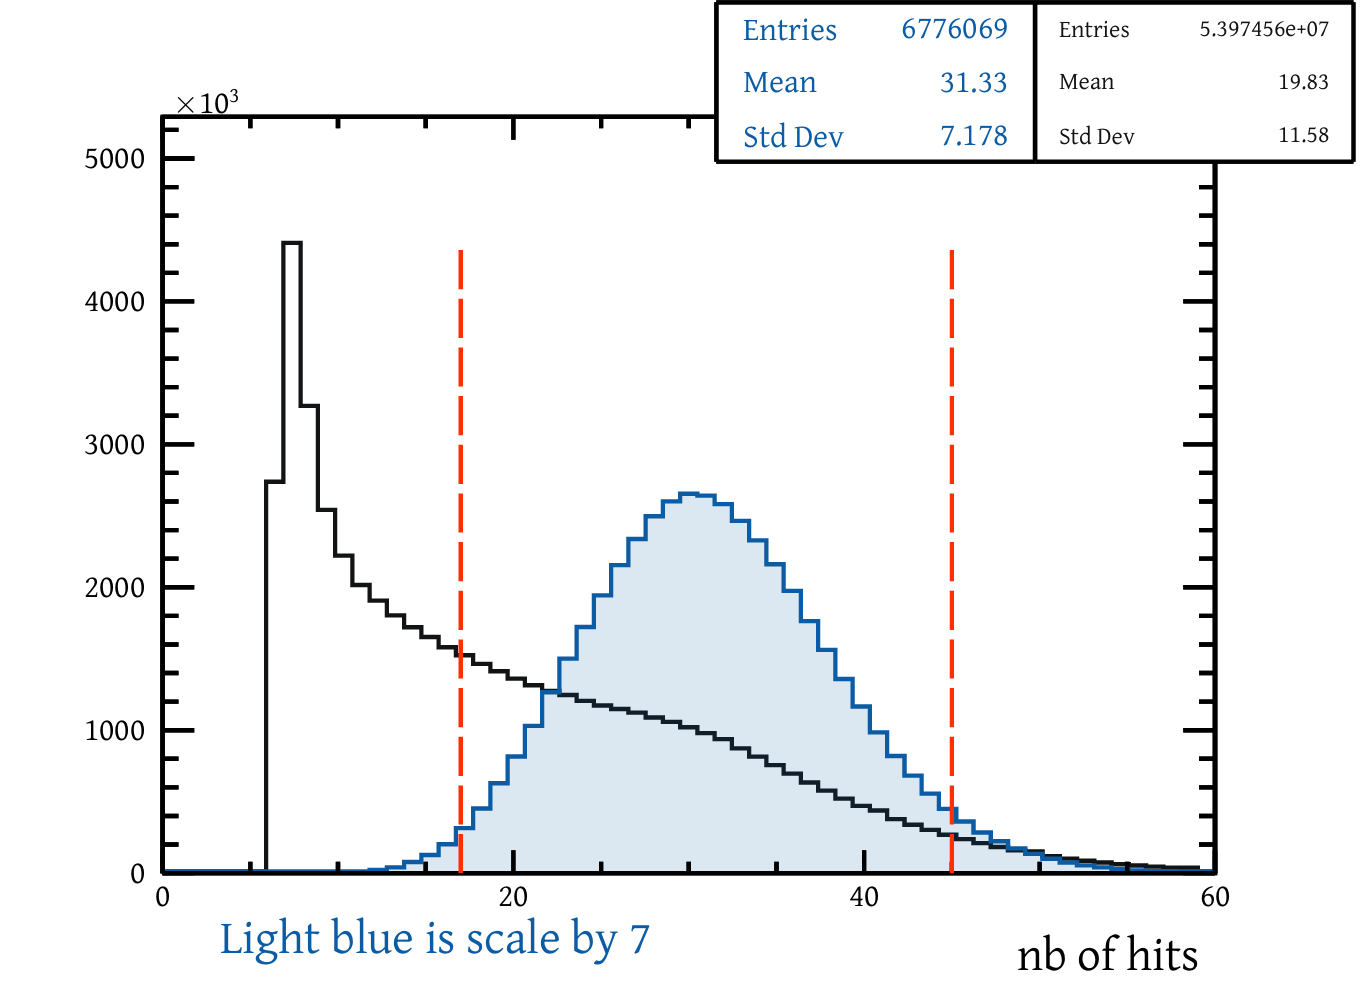 Entries 6776069 Entries 5.397456e+07
Mean 31.33 Mean 19.83
Std Dev 7.178 Std Dev 11.58
×10³
5000
4000
3000
2000
1000
0
0 20 40 60
Light blue is scale by 7
nb of hits